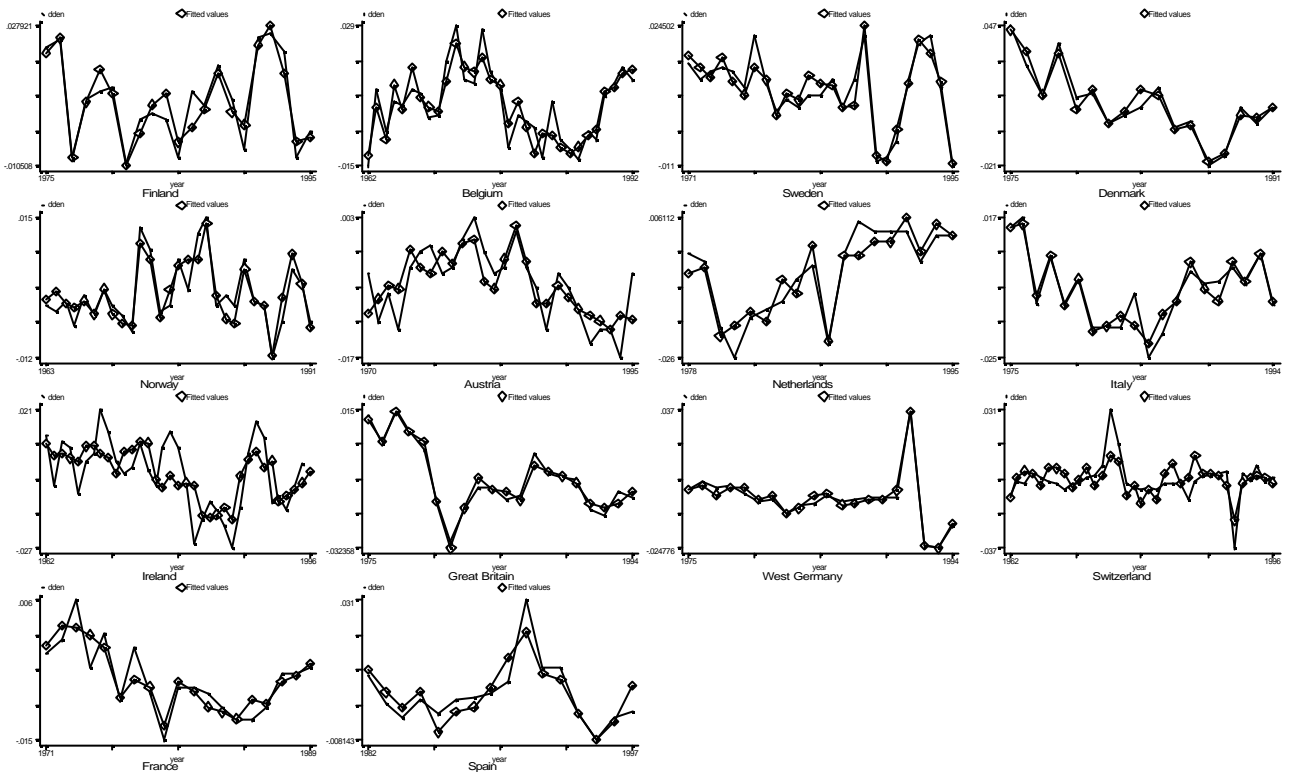 dden Fitted values dden Fitted values dden Fitted values dden Fitted values
.027921 .029 .024502 .047
-.010508 -.015 -.011 -.021
1975 1995 1962 1992 1971 1995 1975 1991
year year year year
Finland Belgium Sweden Denmark
dden Fitted values dden Fitted values dden Fitted values dden Fitted values
.015 .003 .006112 .017
-.012 -.017 -.026 -.025
1963 1991 1970 1995 1978 1995 1975 1994
year year year year
Norway Austria Netherlands Italy
dden Fitted values dden Fitted values dden Fitted values dden Fitted values
.021 .015 .037 .031
-.027 -.032358 -.024776 -.037
1962 1996 1975 1994 1975 1994 1962 1996
year year year year
Ireland Great Britain West Germany Switzerland
dden Fitted values dden Fitted values
.006 .031
-.015 -.008143
1971 1989 1982 1997
year year
France Spain